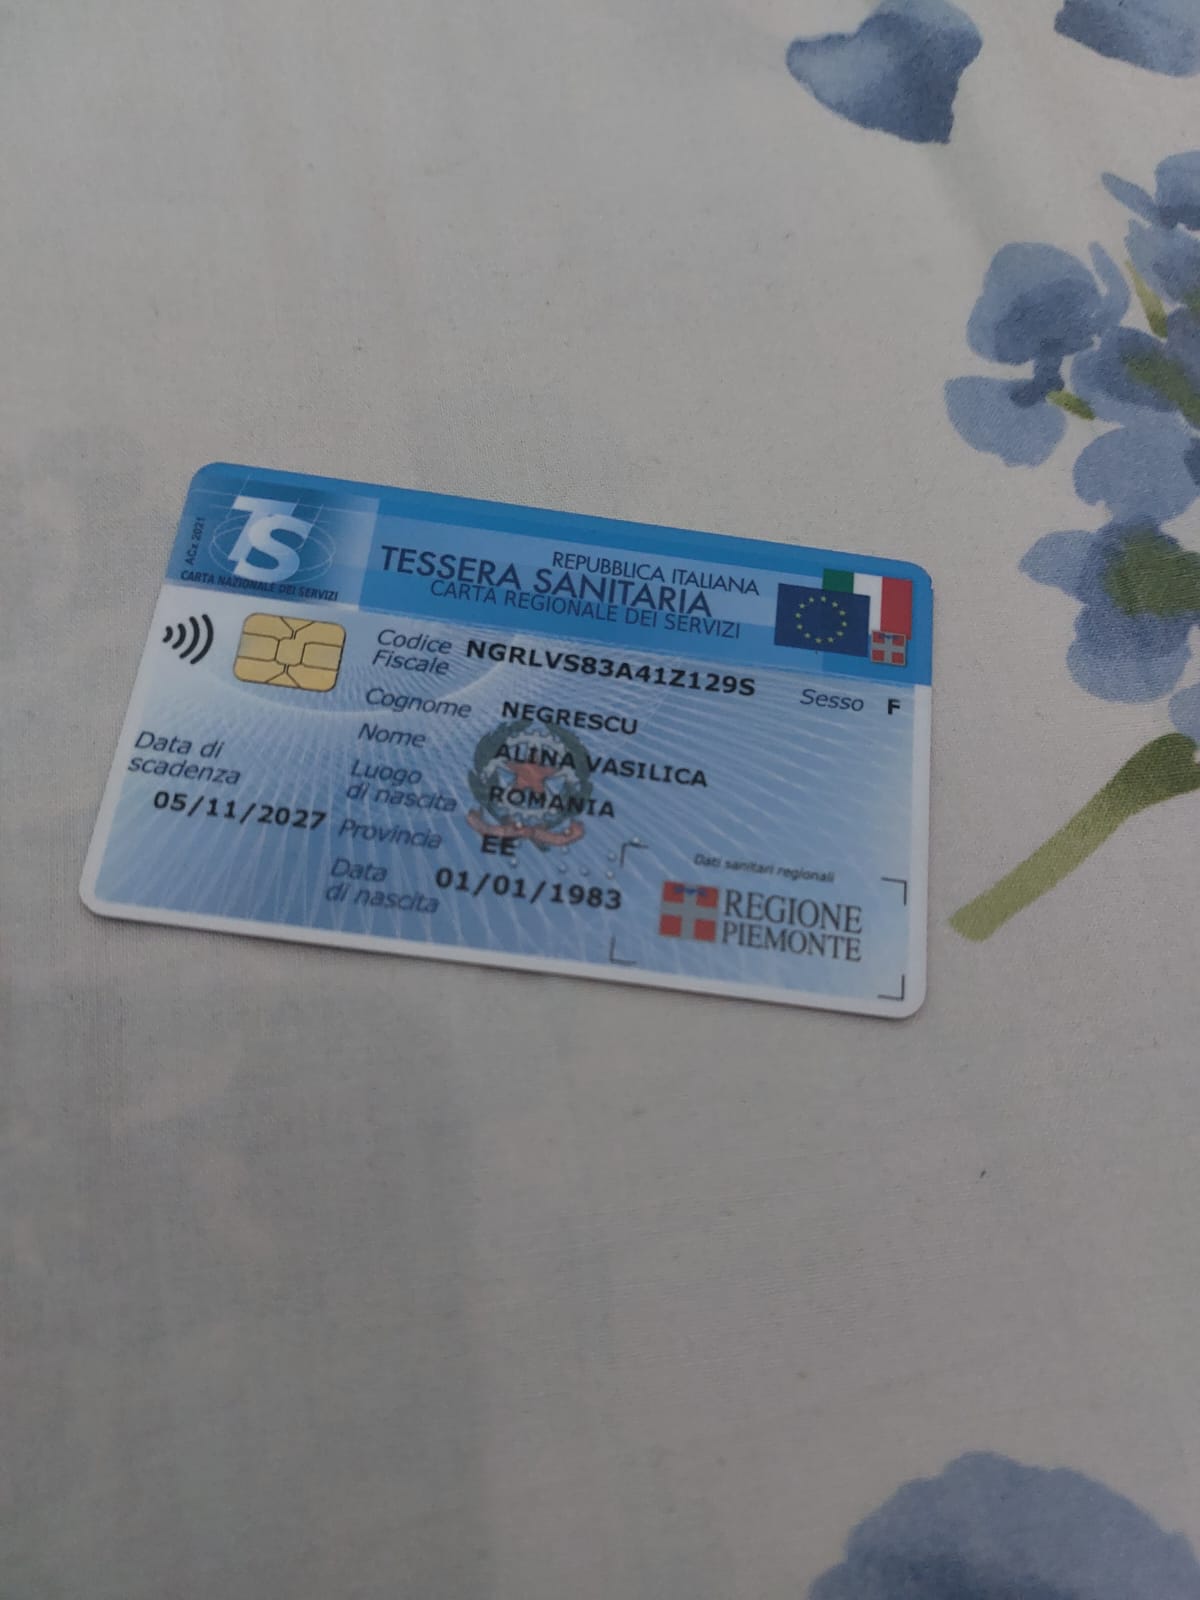 ACx 2021
TS
CARTA NAZIONALE DEI SERVIZI
REPUBBLICA ITALIANA
TESSERA SANITARIA
CARTA REGIONALE DEI SERVIZI
Codice Fiscale NGRLVS83A41Z129S Sesso F
Cognome NEGRESCU
Nome ALINA VASILICA
Luogo di nascita ROMANIA
Provincia EE
Data di nascita 01/01/1983
Data di scadenza
05/11/2027
Dati sanitari regionali
REGIONE
PIEMONTE